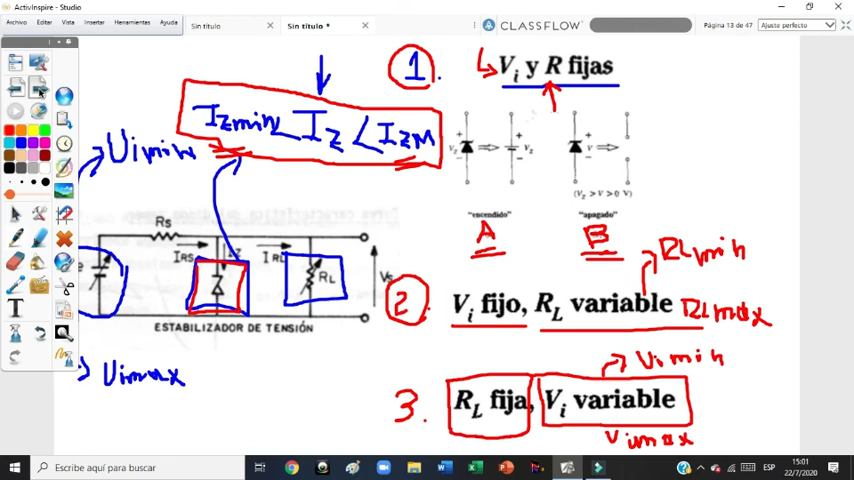 ActivInspire - Studio
Archivo Editar Vista Insertar Herramientas Ayuda
Sin título
Sin título *
CLASSFLOW
Página 13 de 47
Ajuste perfecto
1.
Vi y R fijas
Izmin < Iz < IzM
Vimin
Vz
Vz
v
(Vz > v > 0 V)
"encendido"
"apagado"
A
B
Rs
IRS
Iz
IRL
RL
Vs
ESTABILIZADOR DE TENSIÓN
Vimax
RLmin
2.
Vi fijo, RL variable
RLmax
Vimin
3.
RL fija, Vi variable
Vimax
T
Escribe aquí para buscar
ESP
15:01
22/7/2020